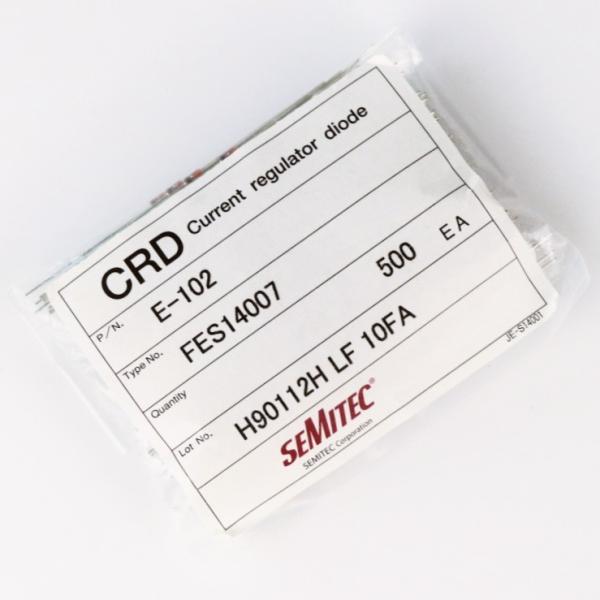 CRD Current regulator diode
P/N. E-102
Type No. FES14007
Quantity 500 EA
Lot No. H90112H LF 10FA
SEMITEC®
SEMITEC Corporation
JE-S14001